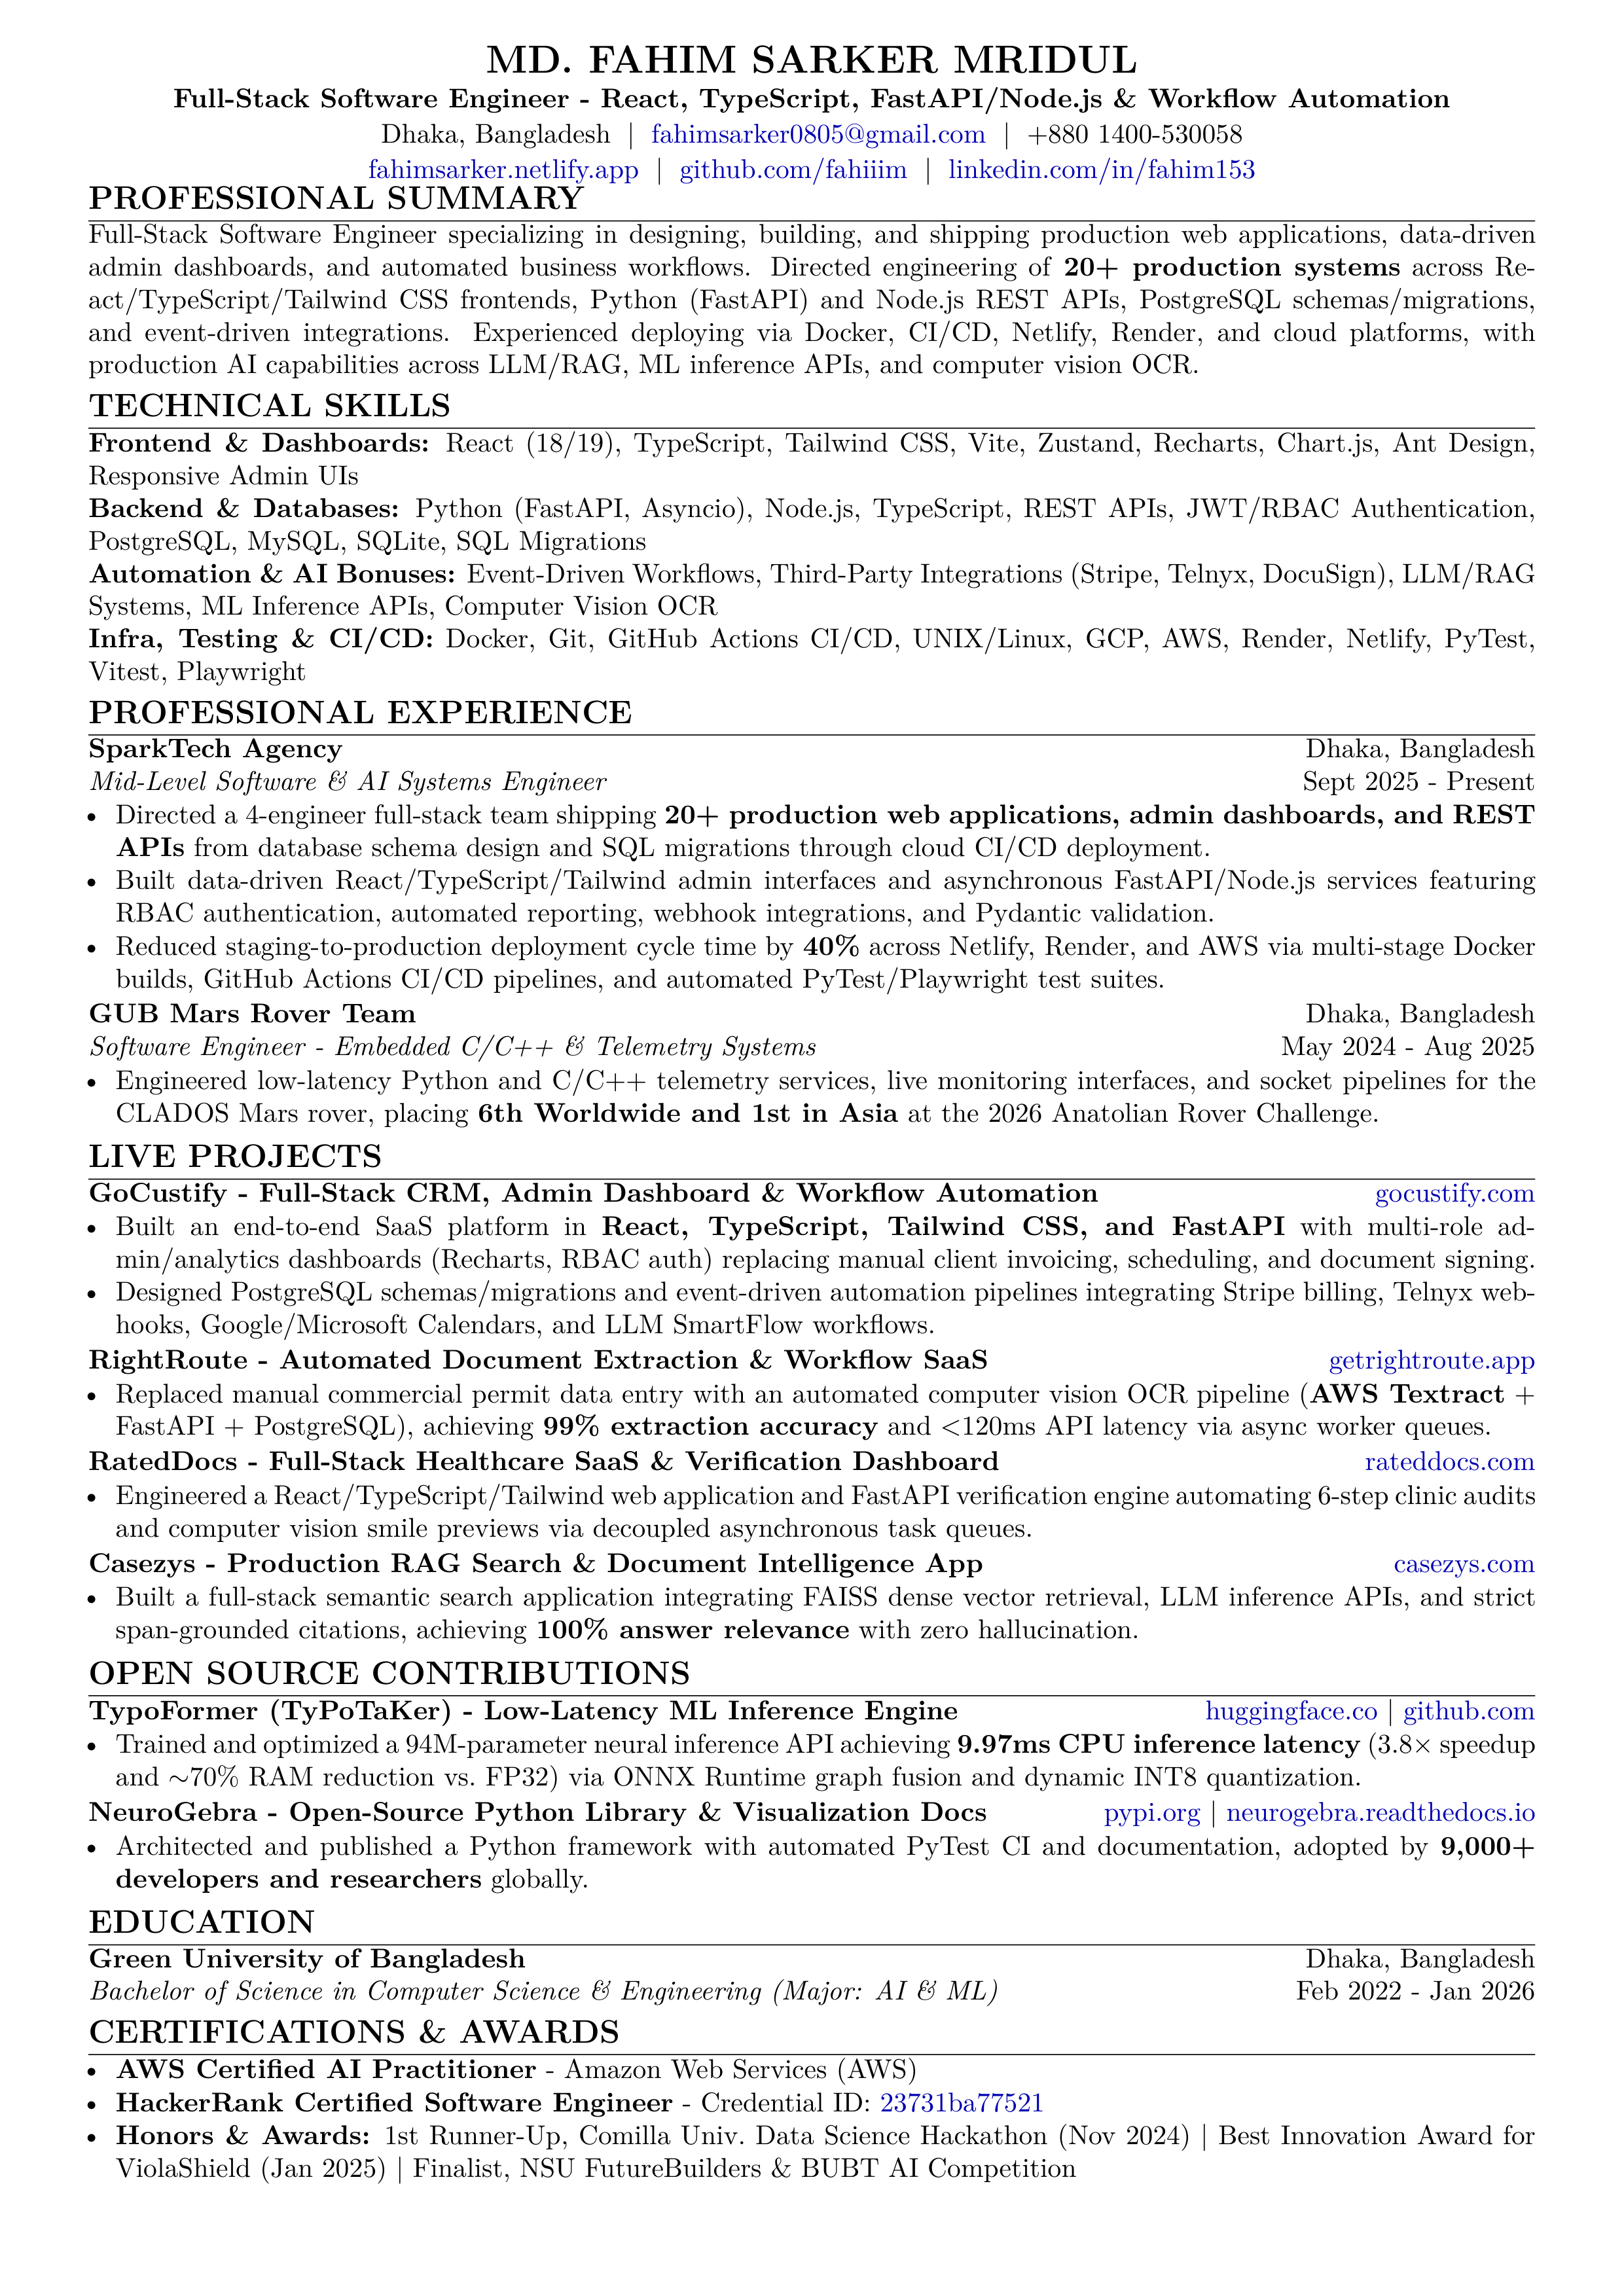 MD. FAHIM SARKER MRIDUL
Full-Stack Software Engineer - React, TypeScript, FastAPI/Node.js & Workflow Automation
Dhaka, Bangladesh | fahimsarker0805@gmail.com | +880 1400-530058
fahimsarker.netlify.app | github.com/fahiiim | linkedin.com/in/fahim153
PROFESSIONAL SUMMARY
Full-Stack Software Engineer specializing in designing, building, and shipping production web applications, data-driven
admin dashboards, and automated business workflows. Directed engineering of 20+ production systems across Re-
act/TypeScript/Tailwind CSS frontends, Python (FastAPI) and Node.js REST APIs, PostgreSQL schemas/migrations,
and event-driven integrations. Experienced deploying via Docker, CI/CD, Netlify, Render, and cloud platforms, with
production AI capabilities across LLM/RAG, ML inference APIs, and computer vision OCR.
TECHNICAL SKILLS
Frontend & Dashboards: React (18/19), TypeScript, Tailwind CSS, Vite, Zustand, Recharts, Chart.js, Ant Design,
Responsive Admin UIs
Backend & Databases: Python (FastAPI, Asyncio), Node.js, TypeScript, REST APIs, JWT/RBAC Authentication,
PostgreSQL, MySQL, SQLite, SQL Migrations
Automation & AI Bonuses: Event-Driven Workflows, Third-Party Integrations (Stripe, Telnyx, DocuSign), LLM/RAG
Systems, ML Inference APIs, Computer Vision OCR
Infra, Testing & CI/CD: Docker, Git, GitHub Actions CI/CD, UNIX/Linux, GCP, AWS, Render, Netlify, PyTest,
Vitest, Playwright
PROFESSIONAL EXPERIENCE
SparkTech Agency Dhaka, Bangladesh
Mid-Level Software & AI Systems Engineer Sept 2025 - Present
• Directed a 4-engineer full-stack team shipping 20+ production web applications, admin dashboards, and REST
APIs from database schema design and SQL migrations through cloud CI/CD deployment.
• Built data-driven React/TypeScript/Tailwind admin interfaces and asynchronous FastAPI/Node.js services featuring
RBAC authentication, automated reporting, webhook integrations, and Pydantic validation.
• Reduced staging-to-production deployment cycle time by 40% across Netlify, Render, and AWS via multi-stage Docker
builds, GitHub Actions CI/CD pipelines, and automated PyTest/Playwright test suites.
GUB Mars Rover Team Dhaka, Bangladesh
Software Engineer - Embedded C/C++ & Telemetry Systems May 2024 - Aug 2025
• Engineered low-latency Python and C/C++ telemetry services, live monitoring interfaces, and socket pipelines for the
CLADOS Mars rover, placing 6th Worldwide and 1st in Asia at the 2026 Anatolian Rover Challenge.
LIVE PROJECTS
GoCustify - Full-Stack CRM, Admin Dashboard & Workflow Automation gocustify.com
• Built an end-to-end SaaS platform in React, TypeScript, Tailwind CSS, and FastAPI with multi-role ad-
min/analytics dashboards (Recharts, RBAC auth) replacing manual client invoicing, scheduling, and document signing.
• Designed PostgreSQL schemas/migrations and event-driven automation pipelines integrating Stripe billing, Telnyx web-
hooks, Google/Microsoft Calendars, and LLM SmartFlow workflows.
RightRoute - Automated Document Extraction & Workflow SaaS getrightroute.app
• Replaced manual commercial permit data entry with an automated computer vision OCR pipeline (AWS Textract +
FastAPI + PostgreSQL), achieving 99% extraction accuracy and <120ms API latency via async worker queues.
RatedDocs - Full-Stack Healthcare SaaS & Verification Dashboard rateddocs.com
• Engineered a React/TypeScript/Tailwind web application and FastAPI verification engine automating 6-step clinic audits
and computer vision smile previews via decoupled asynchronous task queues.
Casezys - Production RAG Search & Document Intelligence App casezys.com
• Built a full-stack semantic search application integrating FAISS dense vector retrieval, LLM inference APIs, and strict
span-grounded citations, achieving 100% answer relevance with zero hallucination.
OPEN SOURCE CONTRIBUTIONS
TypoFormer (TyPoTaKer) - Low-Latency ML Inference Engine huggingface.co | github.com
• Trained and optimized a 94M-parameter neural inference API achieving 9.97ms CPU inference latency (3.8× speedup
and ~70% RAM reduction vs. FP32) via ONNX Runtime graph fusion and dynamic INT8 quantization.
NeuroGebra - Open-Source Python Library & Visualization Docs pypi.org | neurogebra.readthedocs.io
• Architected and published a Python framework with automated PyTest CI and documentation, adopted by 9,000+
developers and researchers globally.
EDUCATION
Green University of Bangladesh Dhaka, Bangladesh
Bachelor of Science in Computer Science & Engineering (Major: AI & ML) Feb 2022 - Jan 2026
CERTIFICATIONS & AWARDS
• AWS Certified AI Practitioner - Amazon Web Services (AWS)
• HackerRank Certified Software Engineer - Credential ID: 23731ba77521
• Honors & Awards: 1st Runner-Up, Comilla Univ. Data Science Hackathon (Nov 2024) | Best Innovation Award for
ViolaShield (Jan 2025) | Finalist, NSU FutureBuilders & BUBT AI Competition